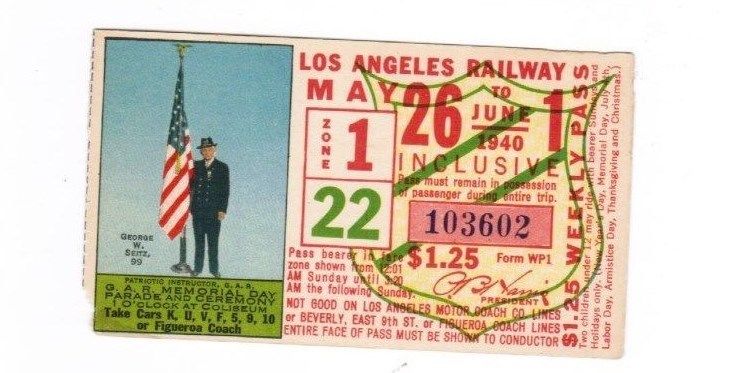 LOS ANGELES RAILWAY
MAY 26 TO JUNE 1
1940
INCLUSIVE
Pass must remain in possession
of passenger during entire trip.
ZONE
1
22
103602
$1.25
Form WP1
Pass bearer in fare
zone shown from 12:01
AM Sunday until 3:20
AM the following Sunday.
PRESIDENT
NOT GOOD ON LOS ANGELES MOTOR COACH CO. LINES
or BEVERLY, EAST 9th ST. or FIGUEROA COACH LINES
ENTIRE FACE OF PASS MUST BE SHOWN TO CONDUCTOR
GEORGE
W.
SEITZ,
99
PATRIOTIC INSTRUCTOR, G.A.R.
G.A.R. MEMORIAL DAY
PARADE AND CEREMONY
1 O'CLOCK AT COLISEUM
Take Cars K, U, V, F, 5, 9, 10
or Figueroa Coach
$1.25 WEEKLY PASS
Two children under 12 may ride with bearer Sundays and
Holidays only. (New Year's Day, Memorial Day, July 4th,
Labor Day, Armistice Day, Thanksgiving and Christmas.)